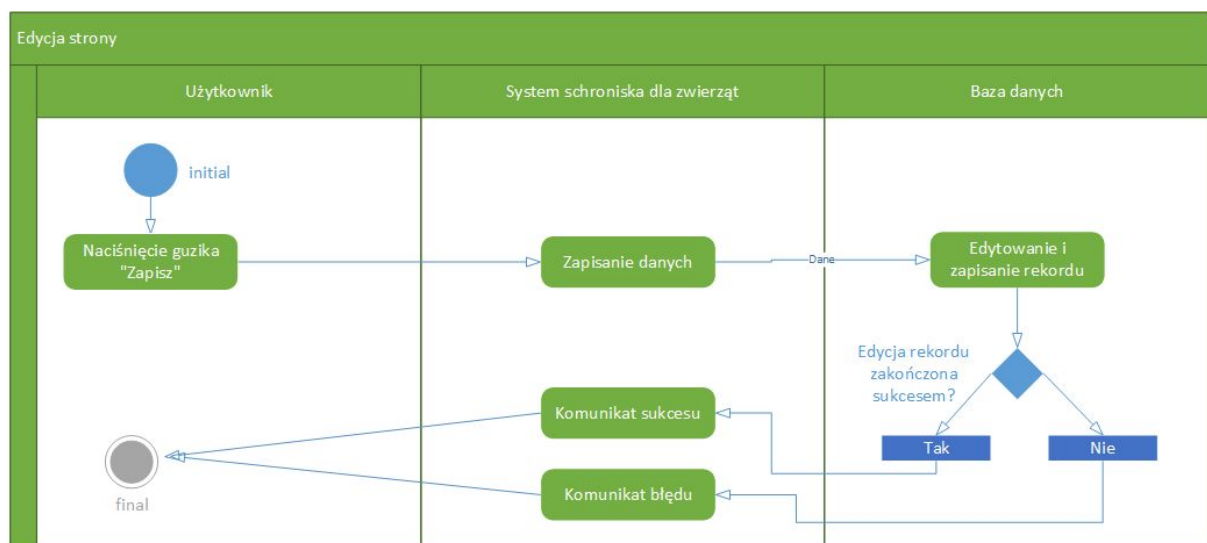 Edycja strony
Użytkownik
System schroniska dla zwierząt
Baza danych
initial
Naciśnięcie guzika
"Zapisz"
Zapisanie danych
Dane
Edytowanie i
zapisanie rekordu
Edycja rekordu
zakończona
sukcesem?
Komunikat sukcesu
Tak
Nie
Komunikat błędu
final